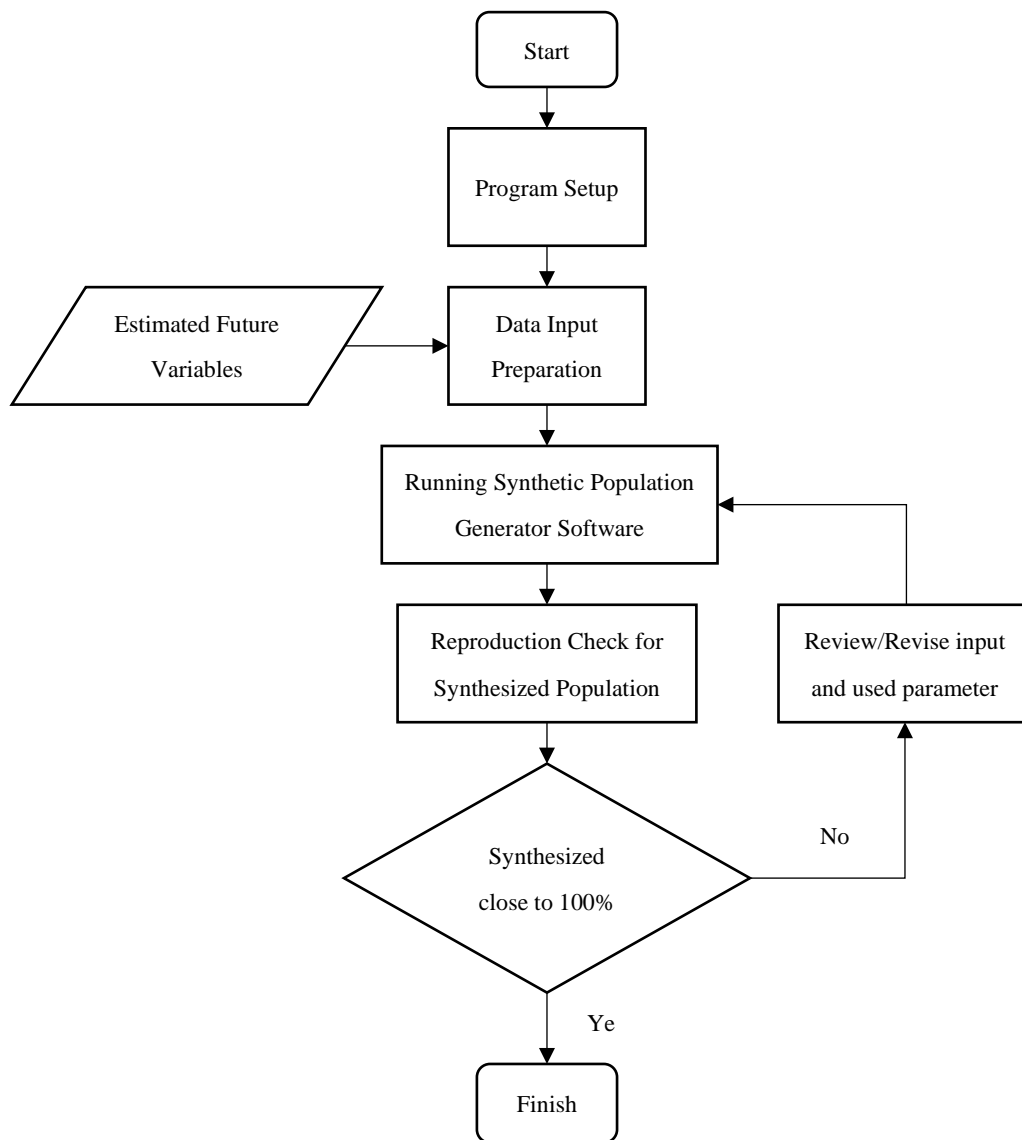 Start
Program Setup
Estimated Future
Variables
Data Input
Preparation
Running Synthetic Population
Generator Software
Reproduction Check for
Synthesized Population
Review/Revise input
and used parameter
Synthesized
close to 100%
No
Ye
Finish